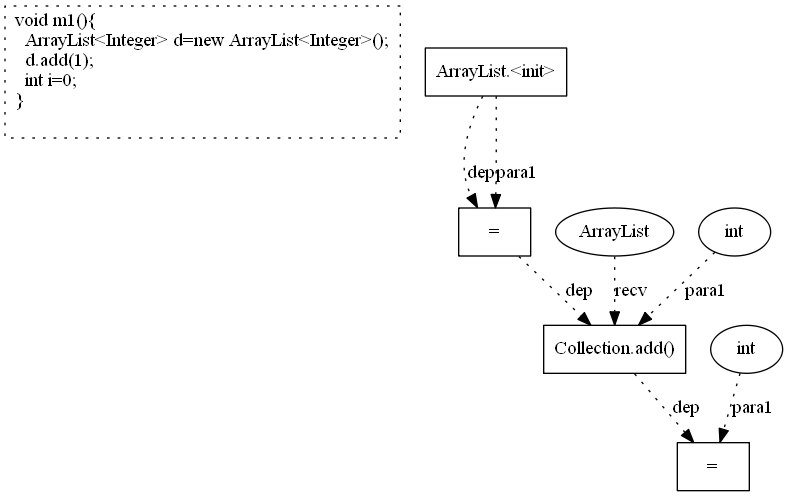 void m1(){
ArrayList<Integer> d=new ArrayList<Integer>();
d.add(1);
int i=0;
}
ArrayList.<init>
dep
para1
=
ArrayList
int
dep
recv
para1
Collection.add()
int
dep
para1
=